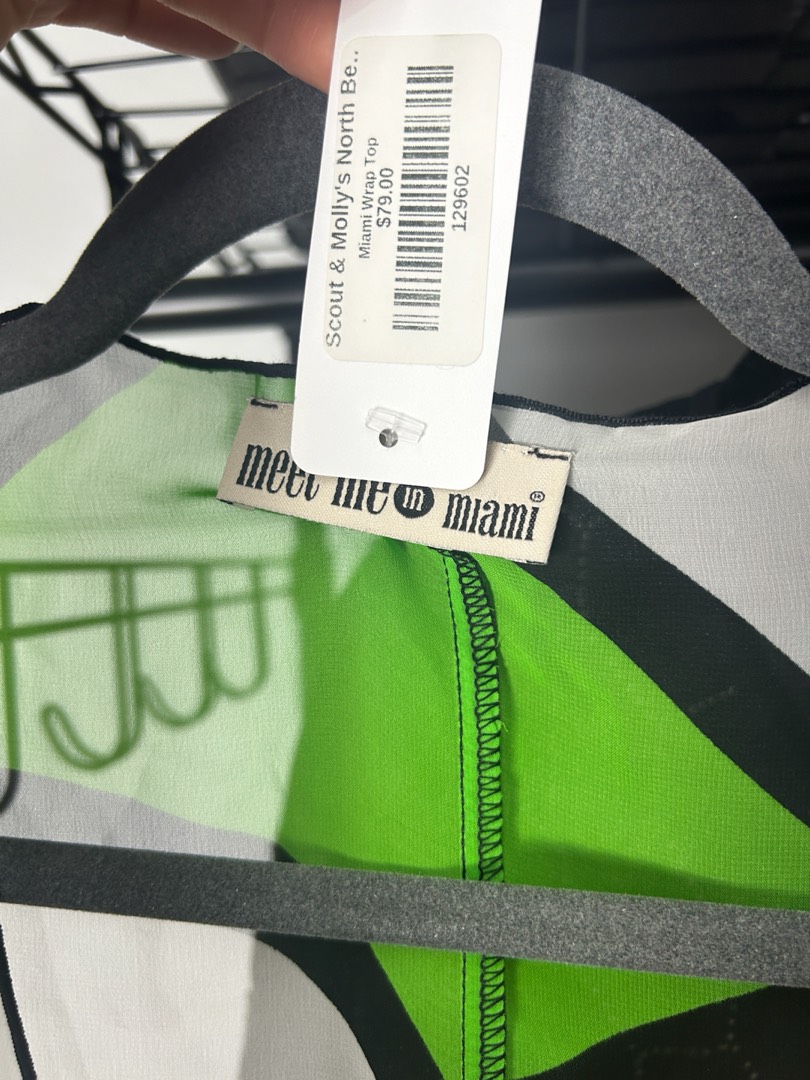 Scout & Molly's North Be..
Miami Wrap Top
$79.00
129602
meet me in miami®